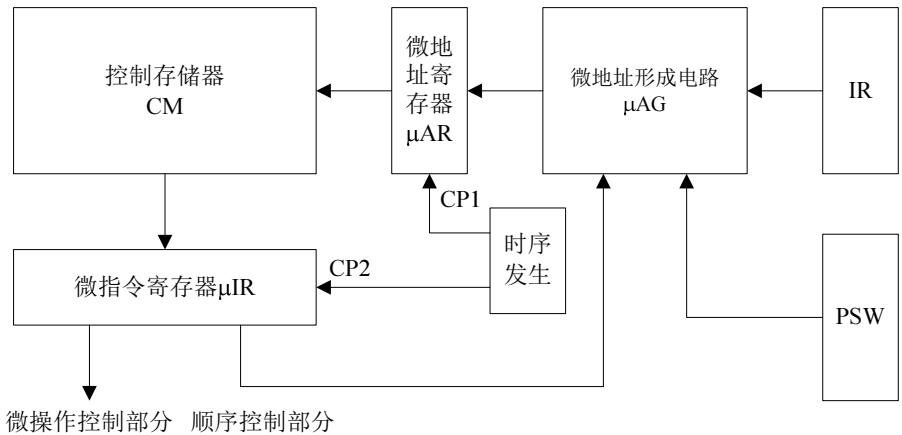 控制存储器
CM
微地
址寄
存器
μAR
微地址形成电路
μAG
IR
CP1
时序
发生
CP2
微指令寄存器μIR
PSW
微操作控制部分 顺序控制部分